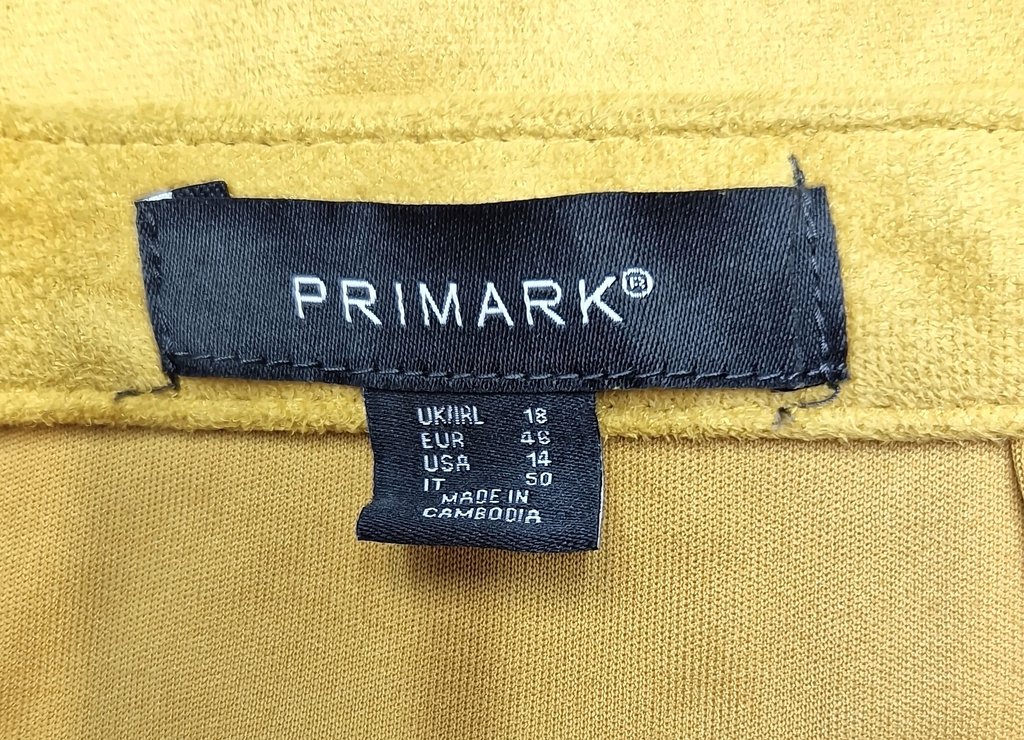 PRIMARK®
UK/IRL 18
EUR 46
USA 14
IT 50
MADE IN
CAMBODIA